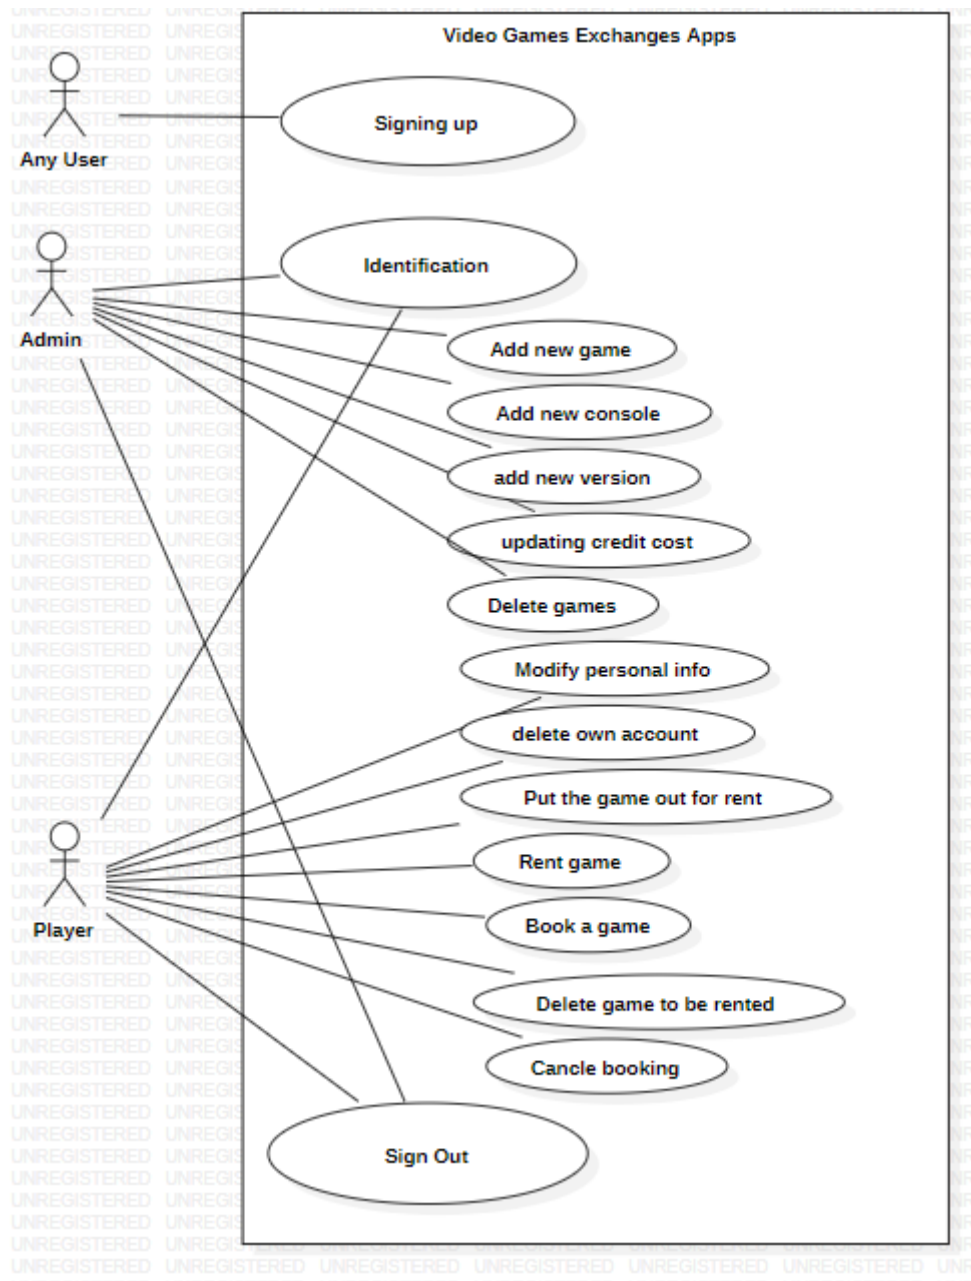 Video Games Exchanges Apps
Signing up
Any User
Identification
Admin
Add new game
Add new console
add new version
updating credit cost
Delete games
Modify personal info
delete own account
Put the game out for rent
Rent game
Book a game
Player
Delete game to be rented
Cancle booking
Sign Out
UNREGISTERED